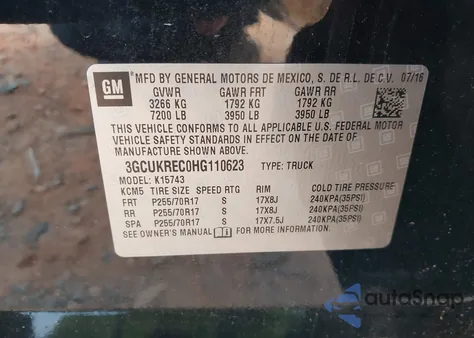 GM
MFD BY GENERAL MOTORS DE MEXICO, S. DE R.L. DE C.V. 07/16
GVWR GAWR FRT GAWR RR
3266 KG 1792 KG 1792 KG
7200 LB 3950 LB 3950 LB
THIS VEHICLE CONFORMS TO ALL APPLICABLE U.S. FEDERAL MOTOR
VEHICLE SAFETY STANDARDS IN EFFECT ON THE DATE OF
MANUFACTURE SHOWN ABOVE.
3GCUKREC0HG110623 TYPE: TRUCK
MODEL: K15743
KCM5 TIRE SIZE SPEED RTG RIM COLD TIRE PRESSURE
FRT P255/70R17 S 17X8J 240KPA(35PSI)
RR P255/70R17 S 17X8J 240KPA(35PSI)
SPA P255/70R17 S 17X7.5J 240KPA(35PSI)
SEE OWNER'S MANUAL FOR MORE INFORMATION
autoSnap